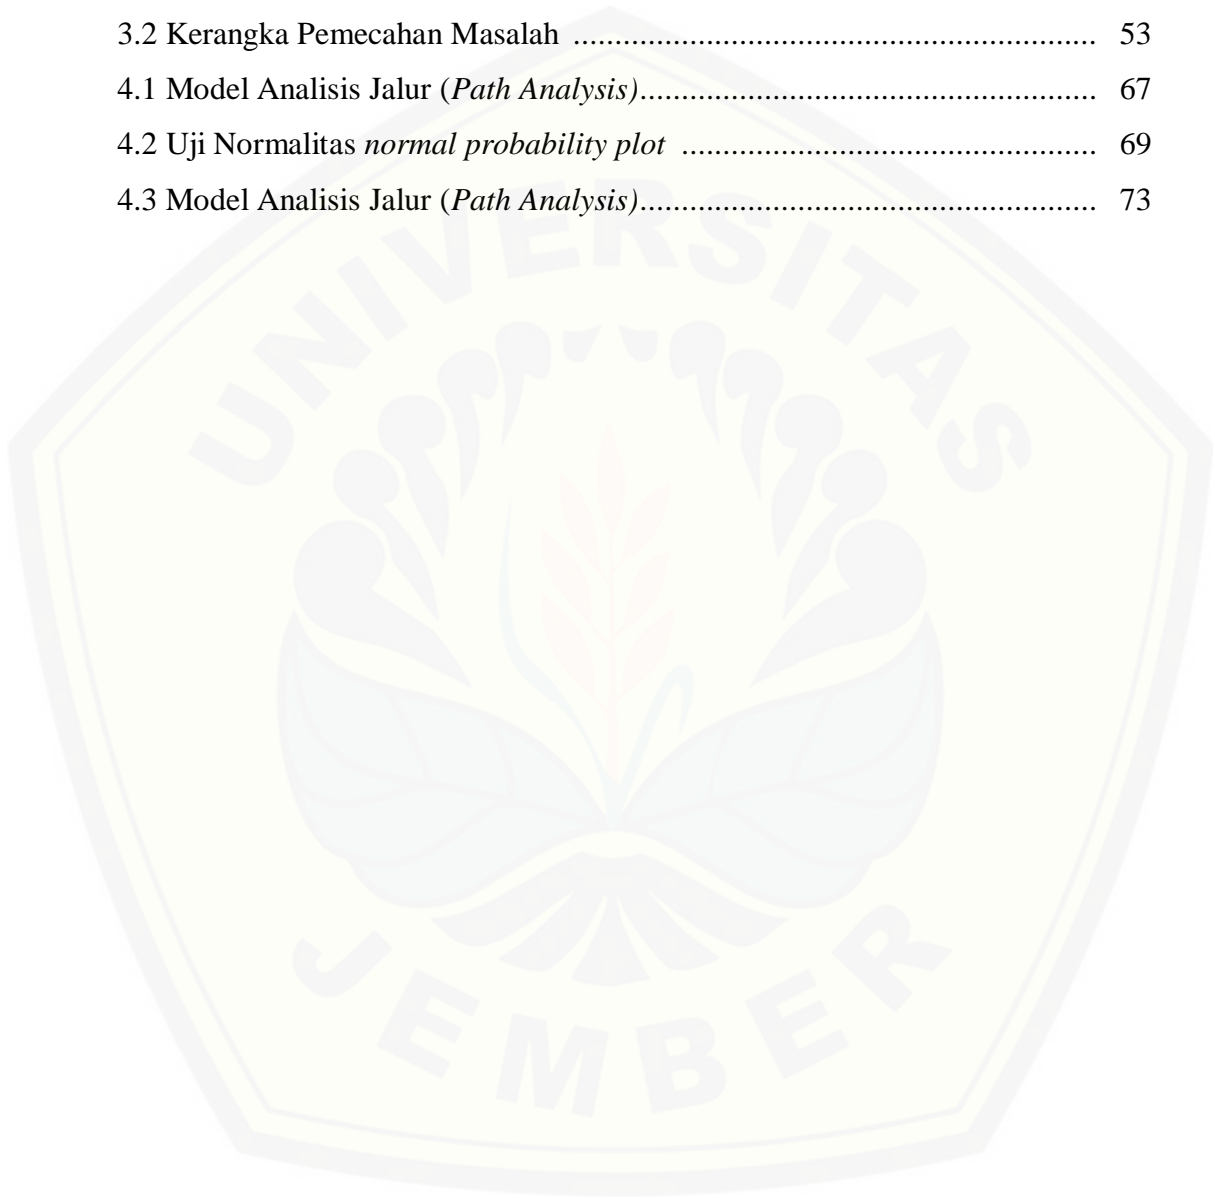 3.2 Kerangka Pemecahan Masalah ................................................................ 53
4.1 Model Analisis Jalur (Path Analysis)........................................................ 67
4.2 Uji Normalitas normal probability plot ................................................... 69
4.3 Model Analisis Jalur (Path Analysis)........................................................ 73
UNIVERSITAS
JEMBER